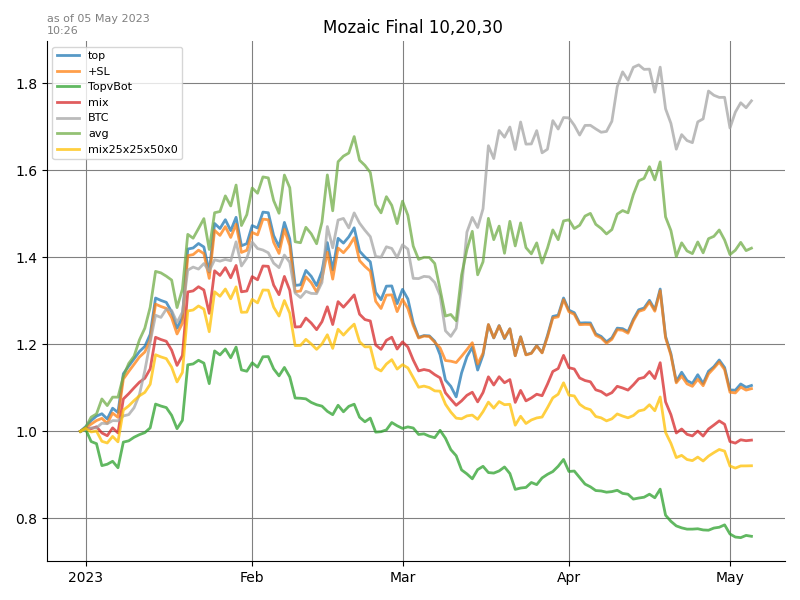 as of 05 May 2023
10:26
Mozaic Final 10,20,30
top
+SL
TopvBot
mix
BTC
avg
mix25x25x50x0
1.8
1.6
1.4
1.2
1.0
0.8
2023 Feb Mar Apr May